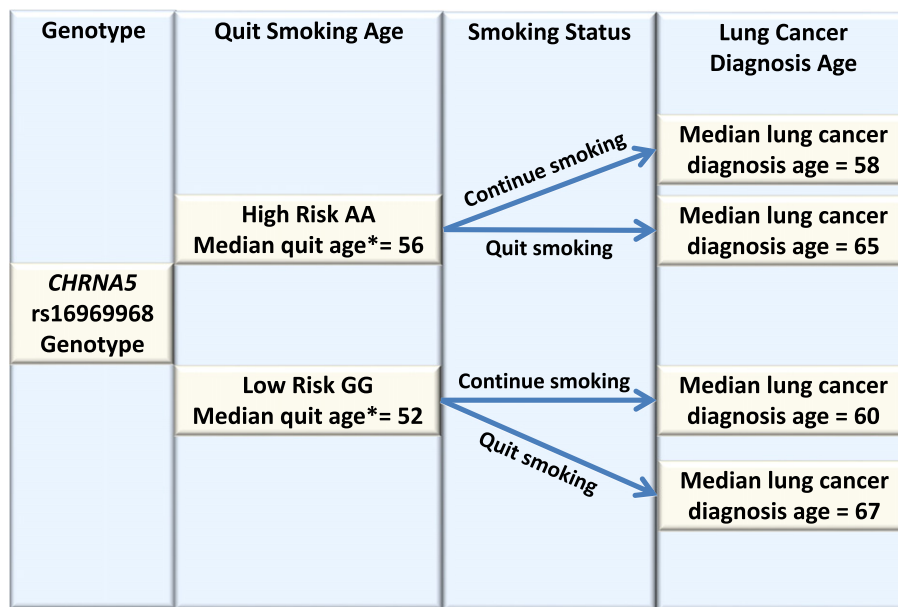 Genotype
Quit Smoking Age
Smoking Status
Lung Cancer
Diagnosis Age
CHRNA5
rs16969968
Genotype
High Risk AA
Median quit age*= 56
Continue smoking
Median lung cancer
diagnosis age = 58
Quit smoking
Median lung cancer
diagnosis age = 65
Low Risk GG
Median quit age*= 52
Continue smoking
Median lung cancer
diagnosis age = 60
Quit smoking
Median lung cancer
diagnosis age = 67